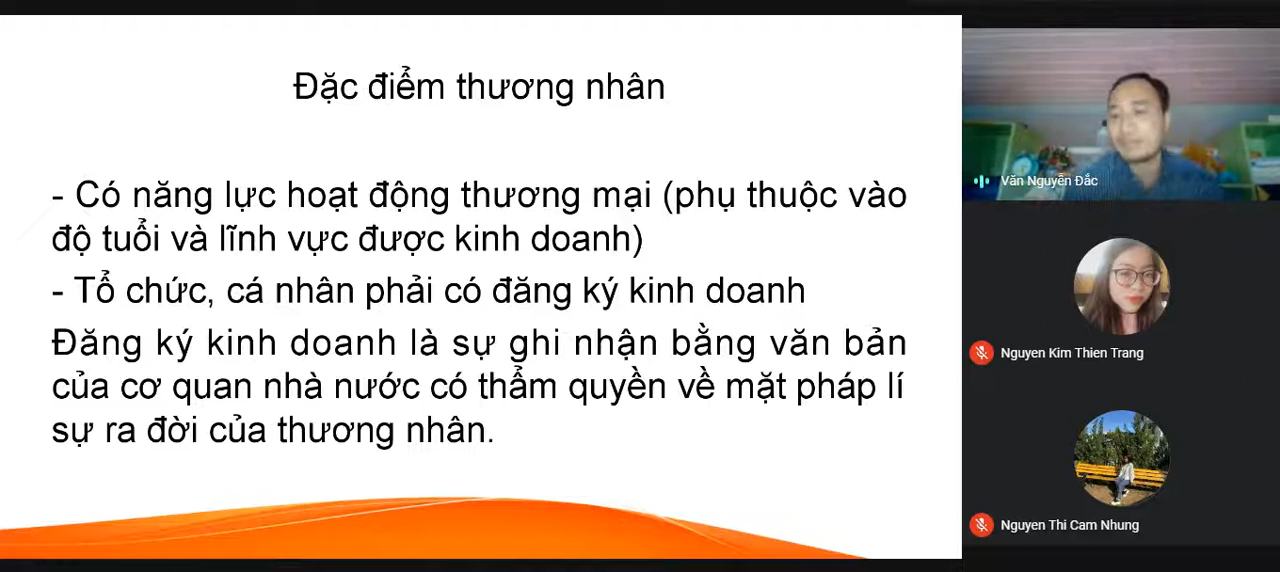 Đặc điểm thương nhân
- Có năng lực hoạt động thương mại (phụ thuộc vào
độ tuổi và lĩnh vực được kinh doanh)
- Tổ chức, cá nhân phải có đăng ký kinh doanh
Đăng ký kinh doanh là sự ghi nhận bằng văn bản
của cơ quan nhà nước có thẩm quyền về mặt pháp lí
sự ra đời của thương nhân.
Văn Nguyễn Đắc
Nguyen Kim Thien Trang
Nguyen Thi Cam Nhung